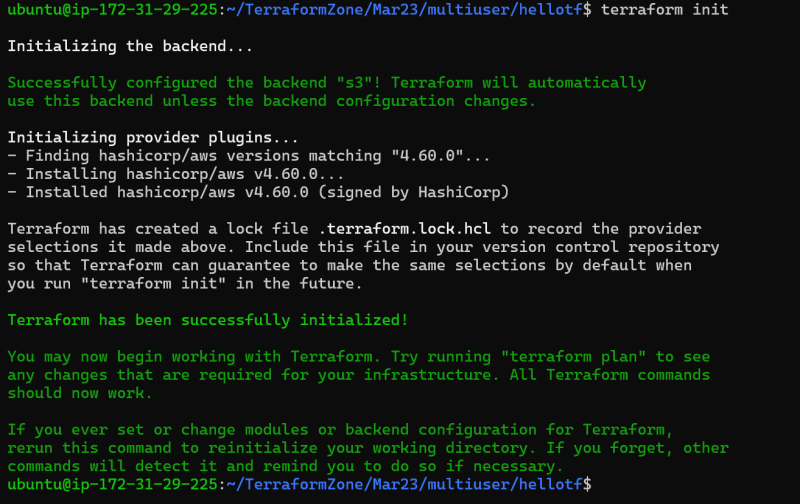 ubuntu@ip-172-31-29-225:~/TerraformZone/Mar23/multiuser/hellotf$ terraform init
Initializing the backend...
Successfully configured the backend "s3"! Terraform will automatically
use this backend unless the backend configuration changes.
Initializing provider plugins...
- Finding hashicorp/aws versions matching "4.60.0"...
- Installing hashicorp/aws v4.60.0...
- Installed hashicorp/aws v4.60.0 (signed by HashiCorp)
Terraform has created a lock file .terraform.lock.hcl to record the provider
selections it made above. Include this file in your version control repository
so that Terraform can guarantee to make the same selections by default when
you run "terraform init" in the future.
Terraform has been successfully initialized!
You may now begin working with Terraform. Try running "terraform plan" to see
any changes that are required for your infrastructure. All Terraform commands
should now work.
If you ever set or change modules or backend configuration for Terraform,
rerun this command to reinitialize your working directory. If you forget, other
commands will detect it and remind you to do so if necessary.
ubuntu@ip-172-31-29-225:~/TerraformZone/Mar23/multiuser/hellotf$